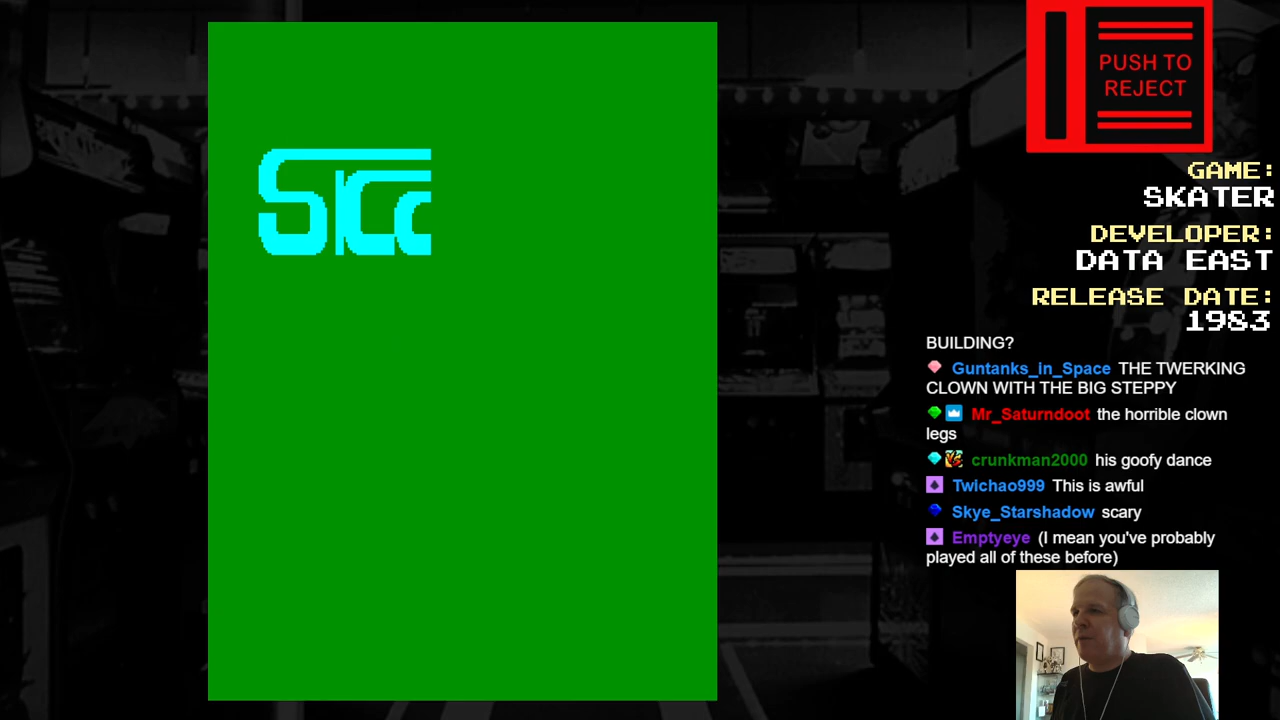 PUSH TO
REJECT
GAME:
SKATER
DEVELOPER:
DATA EAST
RELEASE DATE:
1983
BUILDING?
Guntanks_in_Space THE TWERKING
CLOWN WITH THE BIG STEPPY
Mr_Saturndoot the horrible clown
legs
crunkman2000 his goofy dance
Twichao999 This is awful
Skye_Starshadow scary
Emptyeye (I mean you've probably
played all of these before)